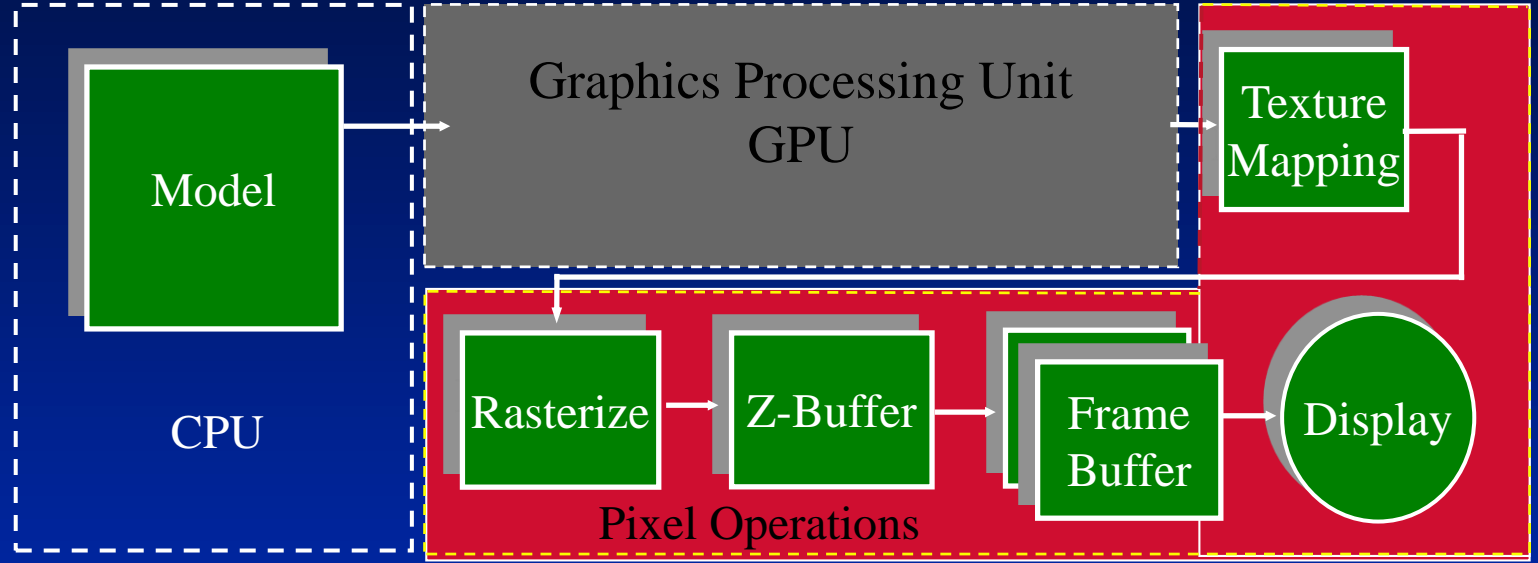 Model
CPU
Graphics Processing Unit
GPU
Texture
Mapping
Rasterize
Z-Buffer
Frame
Buffer
Display
Pixel Operations